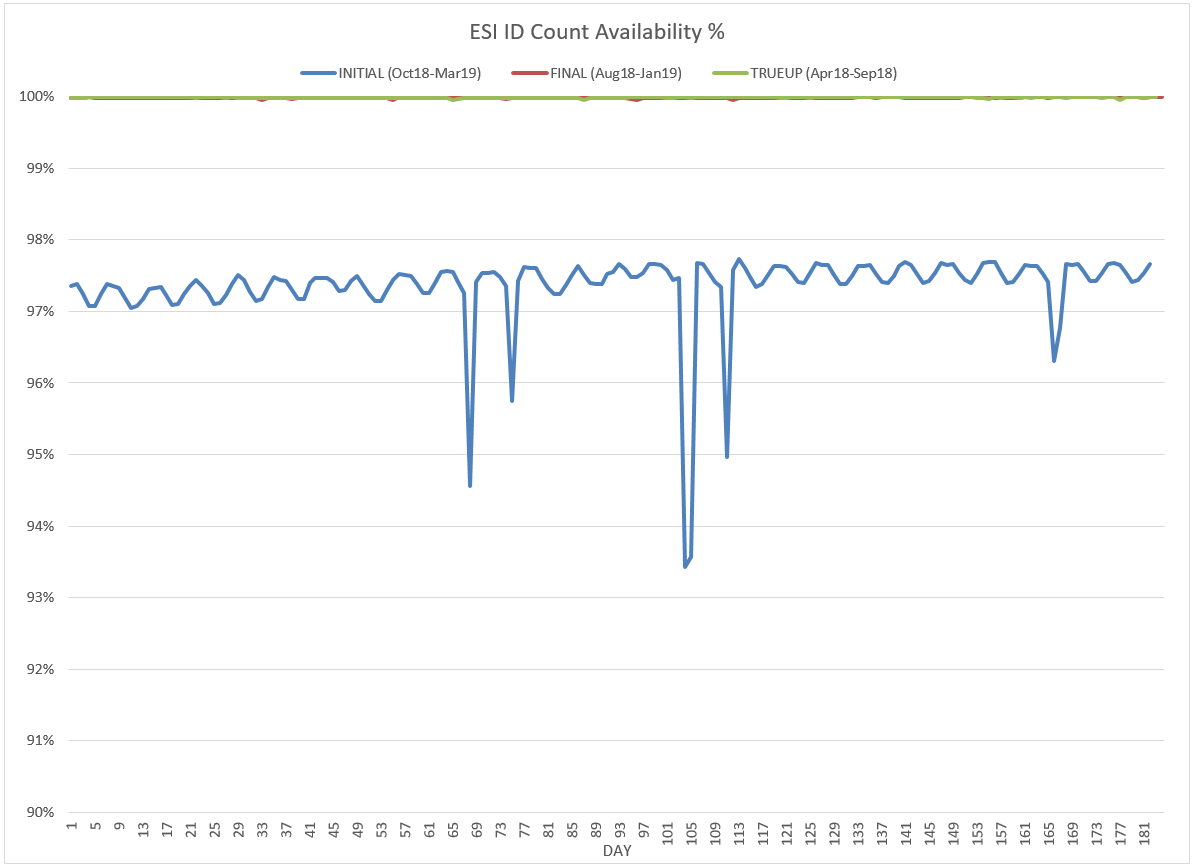 ESI ID Count Availability %
INITIAL (Oct18-Mar19) FINAL (Aug18-Jan19) TRUEUP (Apr18-Sep18)
100%
99%
98%
97%
96%
95%
94%
93%
92%
91%
90%
1 5 9 13 17 21 25 29 33 37 41 45 49 53 57 61 65 69 73 77 81 85 89 93 97 101 105 109 113 117 121 125 129 133 137 141 145 149 153 157 161 165 169 173 177 181
DAY